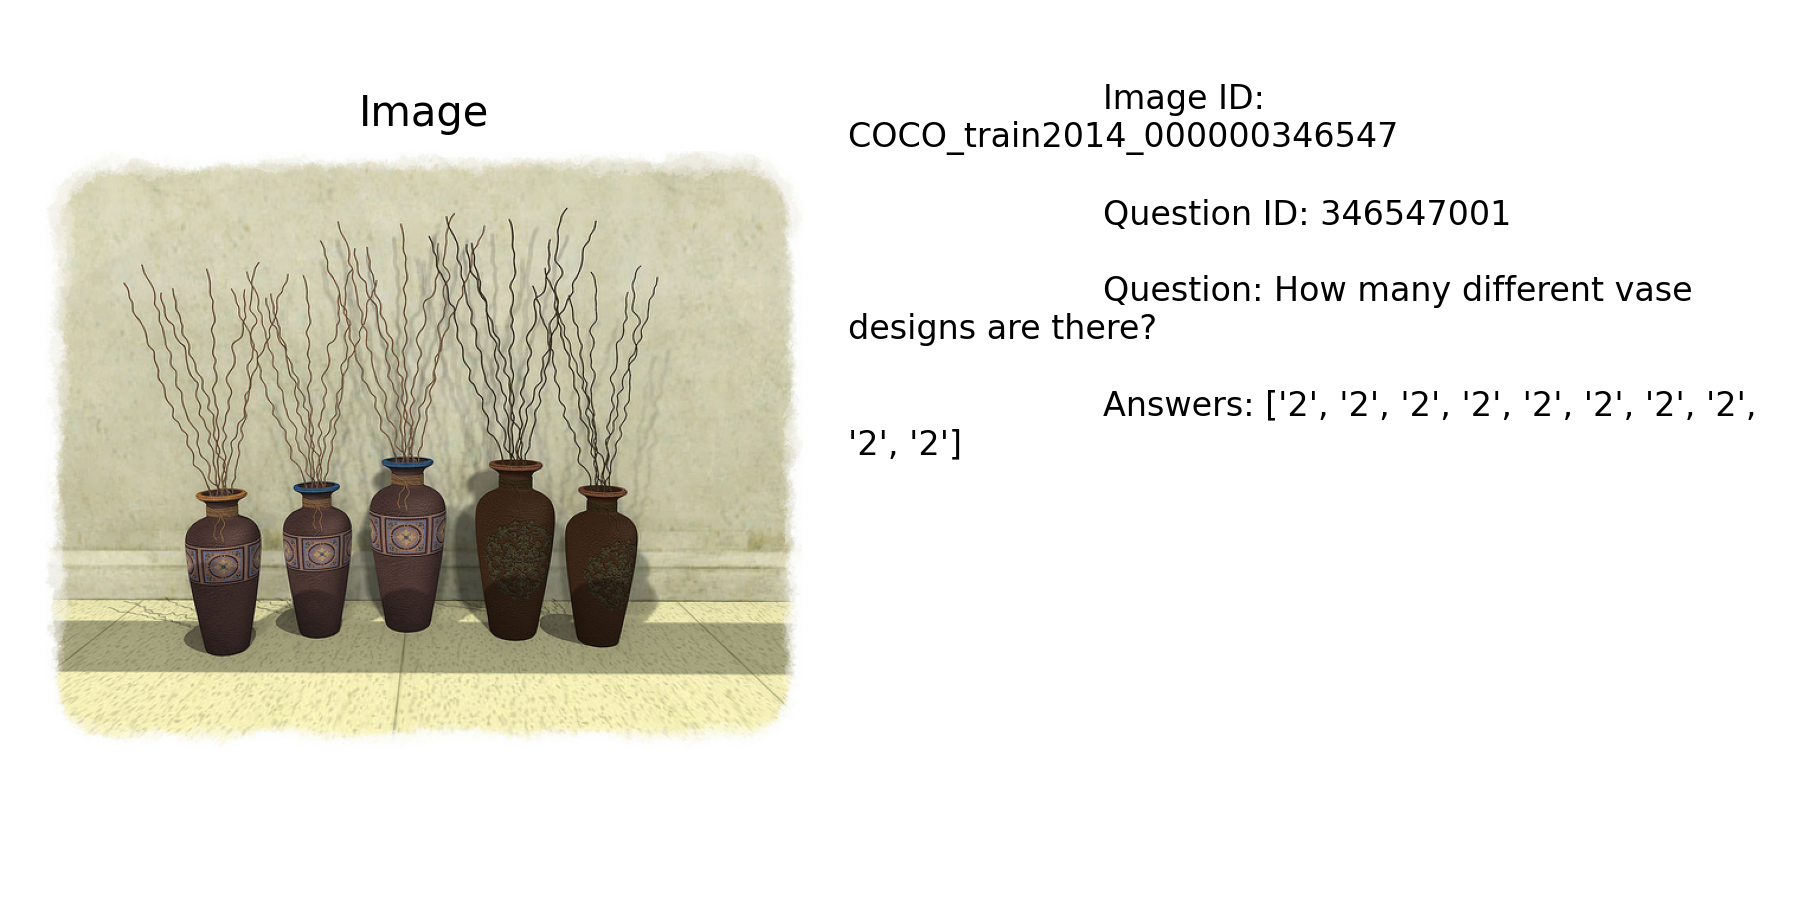 Image
Image ID:
COCO_train2014_000000346547
Question ID: 346547001
Question: How many different vase
designs are there?
Answers: ['2', '2', '2', '2', '2', '2', '2', '2',
'2', '2']